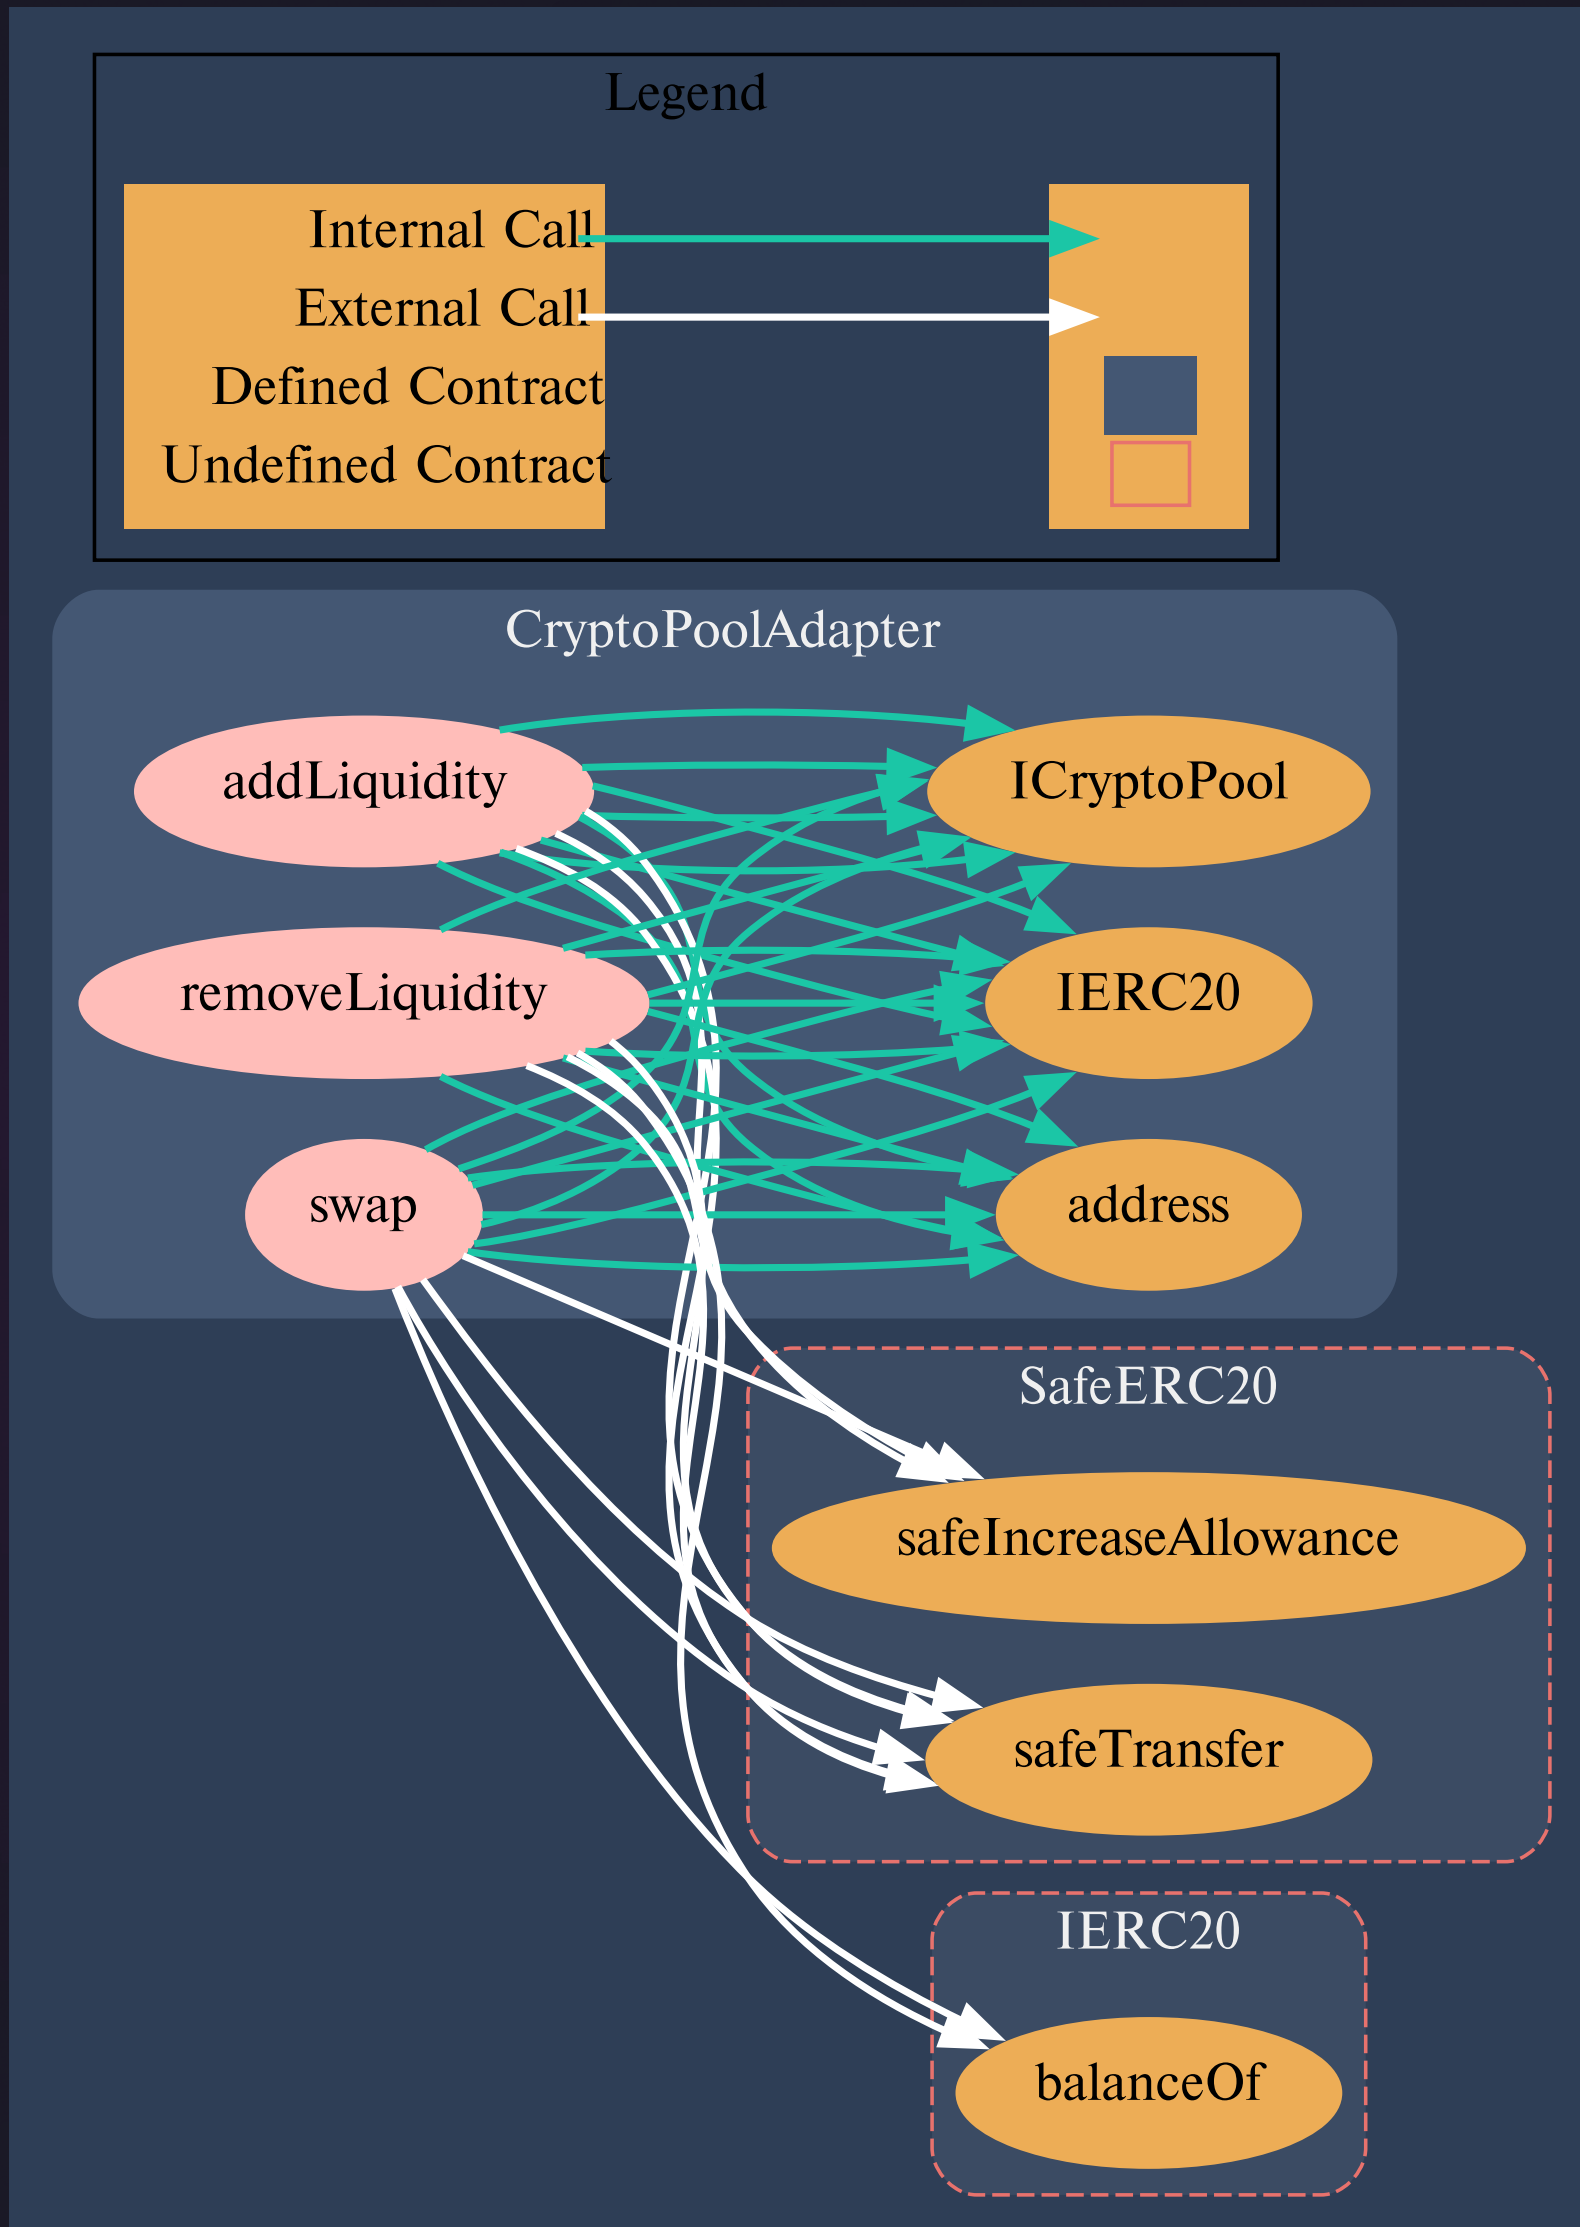 Legend
Internal Call
External Call
Defined Contract
Undefined Contract
CryptoPoolAdapter
addLiquidity
ICryptoPool
removeLiquidity
IERC20
swap
address
SafeERC20
safeIncreaseAllowance
safeTransfer
IERC20
balanceOf